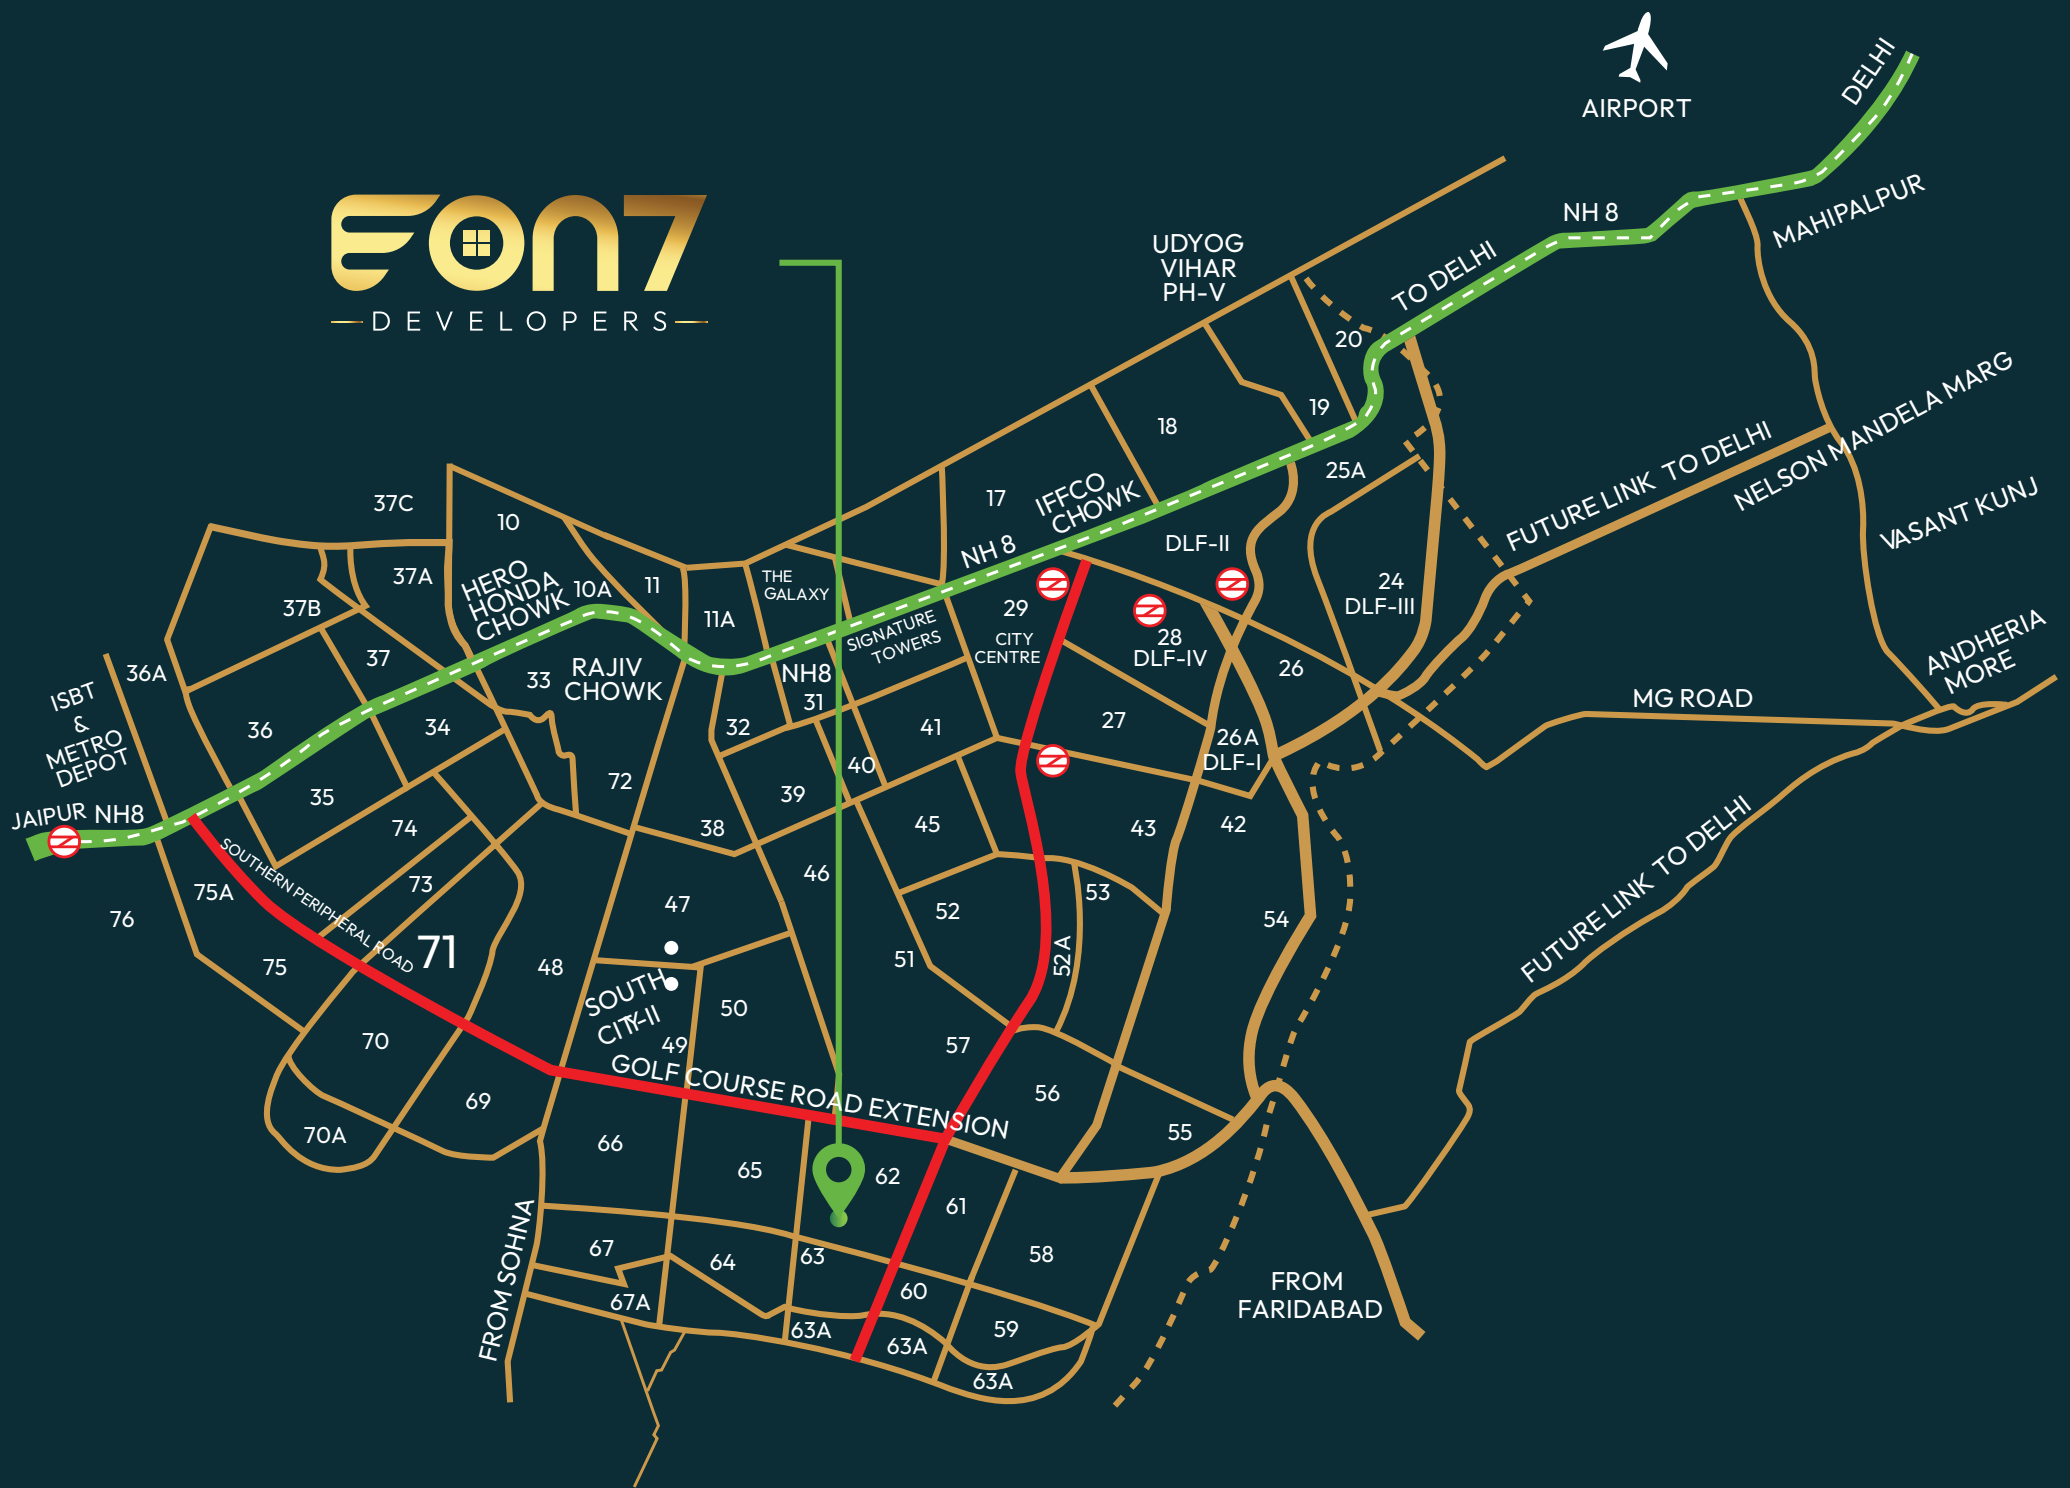 AIRPORT
DELHI
MAHIPALPUR
NH 8
TO DELHI
EON7
DEVELOPERS
UDYOG
VIHAR
PH-V
20
19
18
17
25A
IFFCO
CHOWK
NH 8
DLF-II
24
DLF-III
FUTURE LINK TO DELHI
NELSON MANDELA MARG
VASANT KUNJ
ANDHERIA
MORE
MG ROAD
FUTURE LINK TO DELHI
37C
10
37A
37B
HERO
HONDA
CHOWK
10A
11
11A
THE
GALAXY
SIGNATURE
TOWERS
29
CITY
CENTRE
28
DLF-IV
26
37
36A
33
RAJIV
CHOWK
NH8
31
32
41
27
26A
DLF-I
ISBT
&
METRO
DEPOT
JAIPUR NH8
36
34
35
72
40
39
38
45
43
42
74
73
SOUTHERN PERIPHERAL ROAD
75A
76
71
75
48
47
46
52
53
52 A
54
51
SOUTH
CITY-II
49
50
57
56
55
70
69
70A
GOLF COURSE ROAD EXTENSION
66
65
62
61
58
FROM SOHNA
67
64
63
60
59
67A
63A
63A
63A
FROM
FARIDABAD